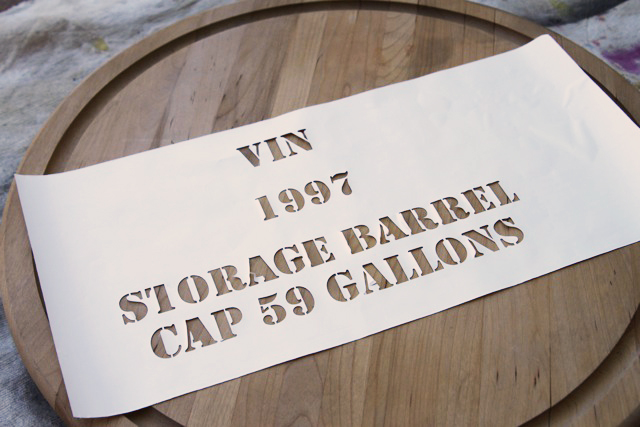 VIN
1997
STORAGE BARREL
CAP 59 GALLONS